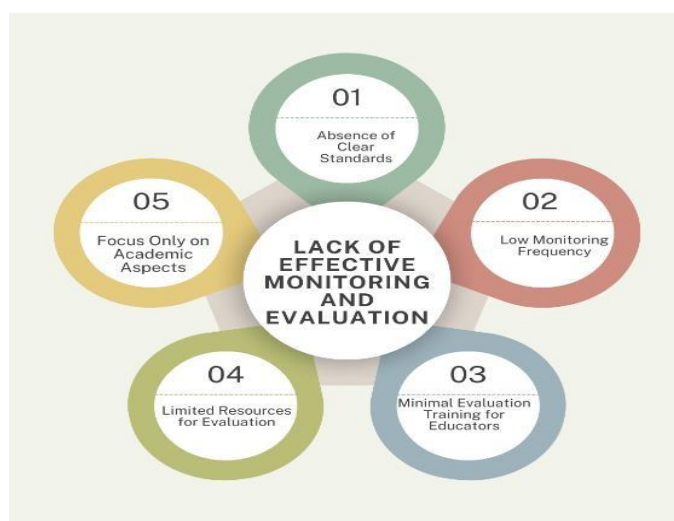 01
Absence of
Clear
Standards
02
Low Monitoring
Frequency
03
Minimal Evaluation
Training for
Educators
04
Limited Resources
for Evaluation
05
Focus Only on
Academic
Aspects
LACK OF
EFFECTIVE
MONITORING
AND
EVALUATION